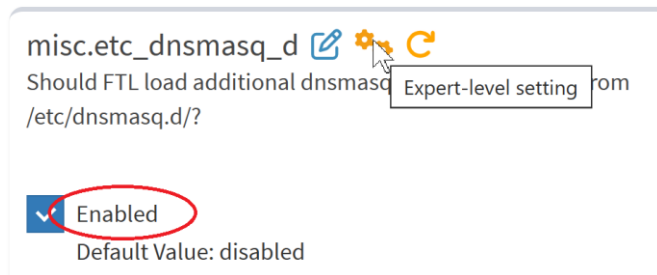 misc.etc_dnsmasq_d
Should FTL load additional dnsmasq rom
Expert-level setting
/etc/dnsmasq.d/?
Enabled
Default Value: disabled